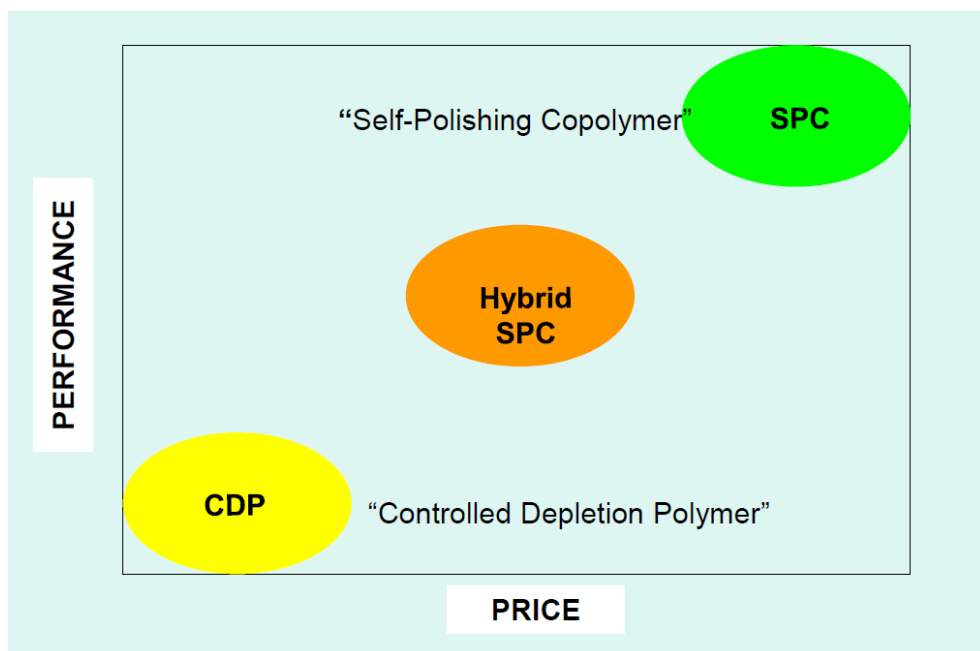 “Self-Polishing Copolymer”
SPC
PERFORMANCE
Hybrid
SPC
CDP
“Controlled Depletion Polymer”
PRICE